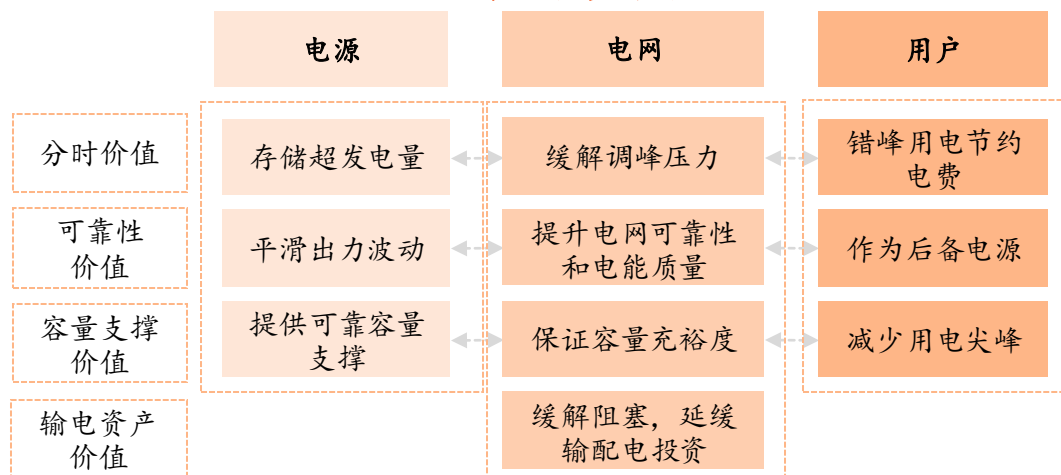 电源
电网
用户
分时价值
存储超发电量
缓解调峰压力
错峰用电节约
电费
可靠性
价值
平滑出力波动
提升电网可靠性
和电能质量
作为后备电源
容量支撑
价值
提供可靠容量
支撑
保证容量充裕度
减少用电尖峰
输电资产
价值
缓解阻塞，延缓
输配电投资